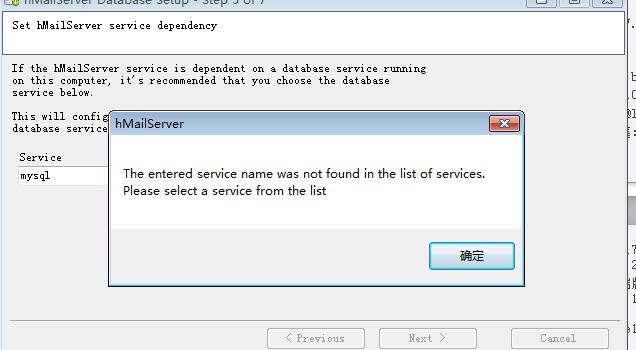 hMailServer Database Setup - Step 5 of 7
Set hMailServer service dependency
If the hMailServer service is dependent on a database service running
on this computer, it's recommended that you choose the database
service below.
This will config
database service
hMailServer
The entered service name was not found in the list of services.
Please select a service from the list
Service
mysql
确定
< Previous
Next >
Cancel